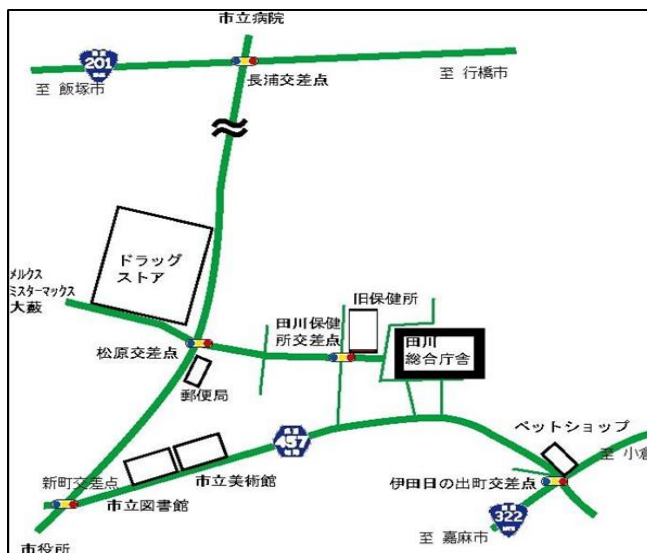 市立病院
201
至 飯塚市
長浦交差点
至 行橋市
ドラッグ
ストア
メルクス
ミスターマックス
大薮
旧保健所
田川保健
所交差点
田川
総合庁舎
松原交差点
郵便局
ペットショップ
457
至 小倉
市立美術館
新町交差点
市立図書館
伊田日の出町交差点
322
至 嘉麻市
市役所